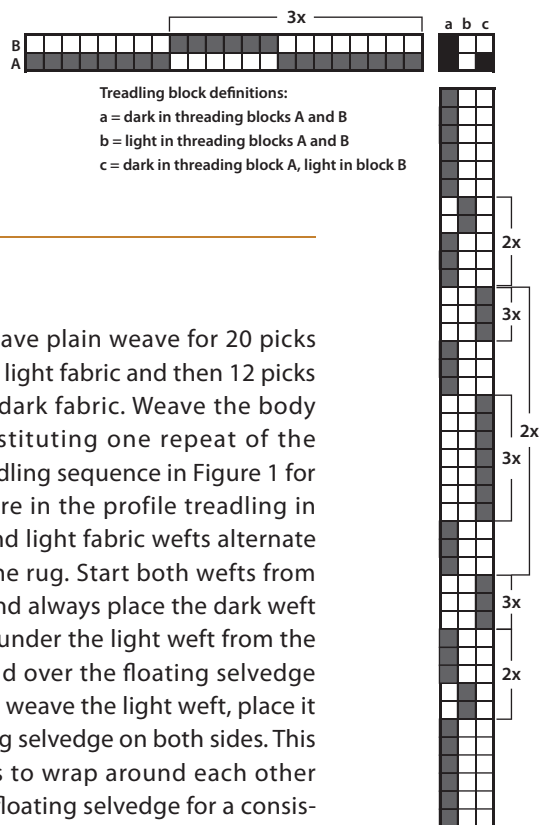 3x
a b c
B
A
Treadling block definitions:
a = dark in threading blocks A and B
b = light in threading blocks A and B
c = dark in threading block A, light in block B
2x
3x
2x
3x
3x
2x
ave plain weave for 20 picks
light fabric and then 12 picks
dark fabric. Weave the body
stituting one repeat of the
dling sequence in Figure 1 for
re in the profile treadling in
nd light fabric wefts alternate
ne rug. Start both wefts from
nd always place the dark weft
under the light weft from the
d over the floating selvedge
weave the light weft, place it
g selvedge on both sides. This
s to wrap around each other
floating selvedge for a consis-